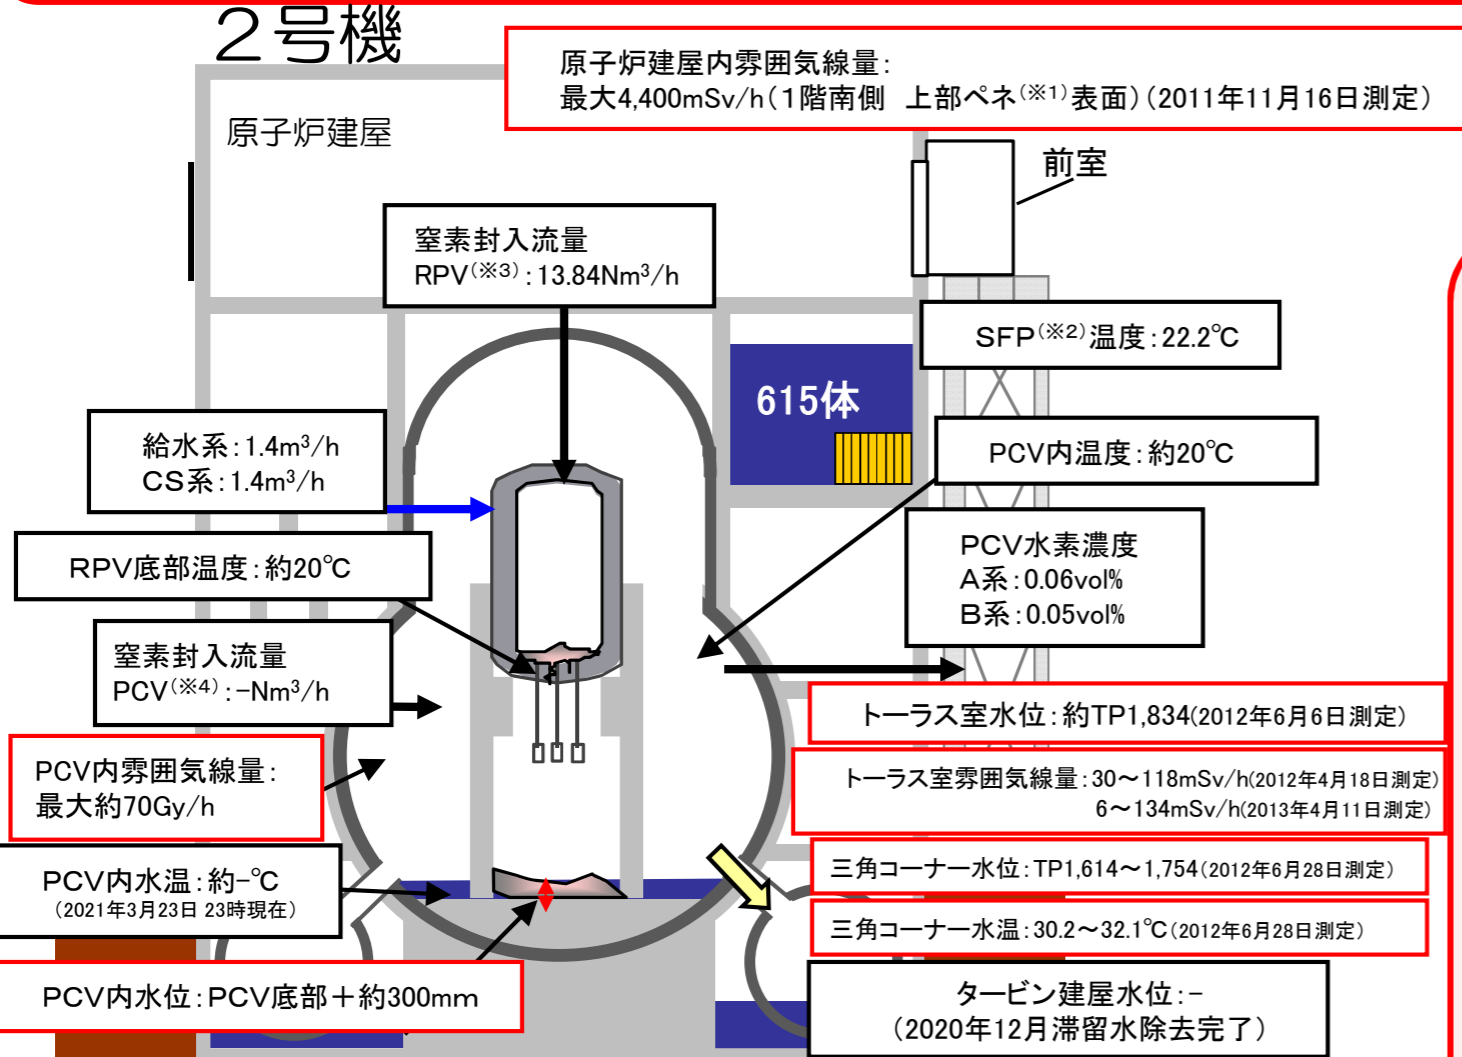 ２号機
原子炉建屋内雰囲気線量：
最大4,400mSv/h（１階南側　上部ペネ(※1)表面）（2011年11月16日測定）
原子炉建屋
前室
窒素封入流量
RPV(※3)：13.84Nm³/h
SFP(※2)温度：22.2℃
615体
給水系：1.4m³/h
CS系：1.4m³/h
PCV内温度：約20℃
RPV底部温度：約20℃
PCV水素濃度
A系：0.06vol%
B系：0.05vol%
窒素封入流量
PCV(※4)：-Nm³/h
トーラス室水位：約TP1,834(2012年6月6日測定)
PCV内雰囲気線量：
最大約70Gy/h
トーラス室雰囲気線量：30～118mSv/h(2012年4月18日測定)
6～134mSv/h(2013年4月11日測定)
PCV内水温：約-℃
（2021年3月23日 23時現在）
三角コーナー水位：TP1,614～1,754(2012年6月28日測定)
三角コーナー水温：30.2～32.1℃(2012年6月28日測定)
PCV内水位：PCV底部＋約300mm
タービン建屋水位：-
（2020年12月滞留水除去完了）